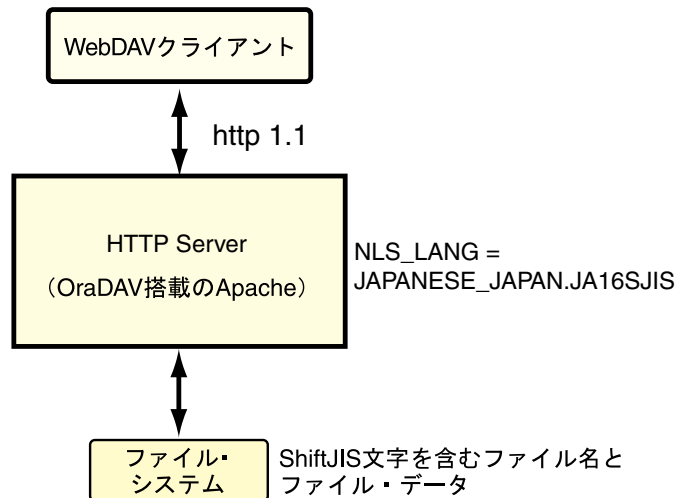 WebDAVクライアント
http 1.1
HTTP Server
（OraDAV搭載のApache）
NLS_LANG =
JAPANESE_JAPAN.JA16SJIS
ファイル・
システム
ShiftJIS文字を含むファイル名と
ファイル・データ